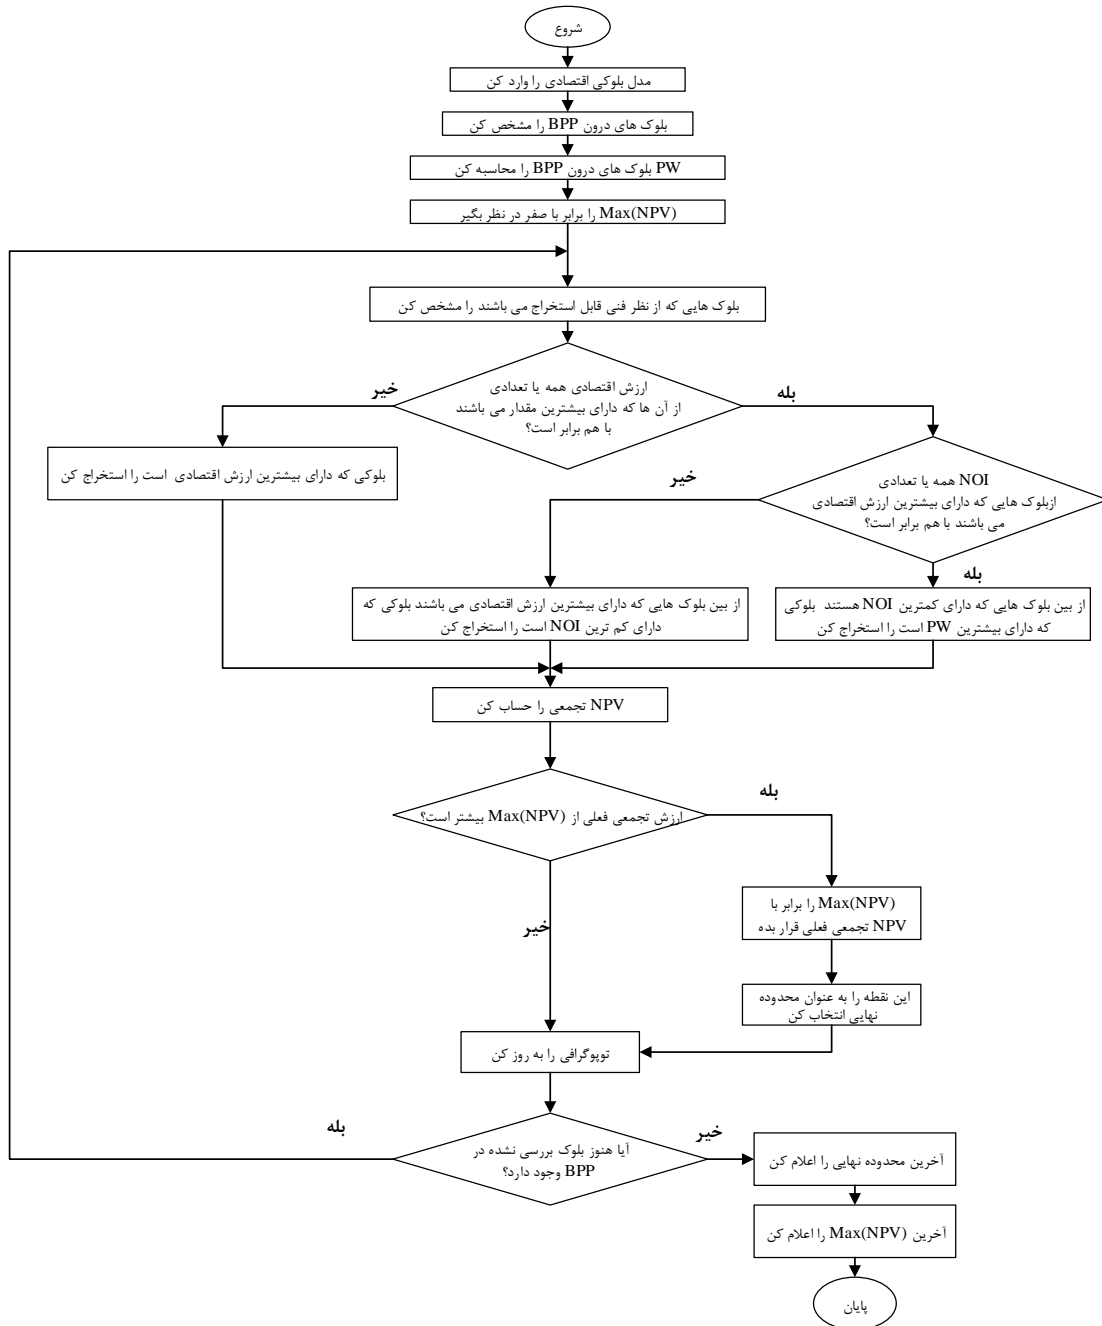 شروع
مدل بلوکی اقتصادی را وارد کن
بلوک های درون BPP را مشخص کن
PW بلوک های درون BPP را محاسبه کن
Max(NPV) را برابر با صفر در نظر بگیر
بلوک هایی که از نظر فنی قابل استخراج می باشند را مشخص کن
ارزش اقتصادی همه یا تعدادی
از آن ها که دارای بیشترین مقدار می باشند
با هم برابر است؟
خیر
بله
بلوکی که دارای بیشترین ارزش اقتصادی است را استخراج کن
NOI همه یا تعدادی
ازبلوک هایی که دارای بیشترین ارزش اقتصادی
می باشند با هم برابر است؟
خیر
بله
از بین بلوک هایی که دارای کمترین NOI هستند بلوکی
که دارای بیشترین PW است را استخراج کن
از بین بلوک هایی که دارای بیشترین ارزش اقتصادی می باشند بلوکی که
دارای کم ترین NOI است را استخراج کن
NPV تجمعی را حساب کن
ارزش تجمعی فعلی از Max(NPV) بیشتر است؟
بله
خیر
Max(NPV) را برابر با
NPV تجمعی فعلی قرار بده
این نقطه را به عنوان محدوده
نهایی انتخاب کن
توپوگرافی را به روز کن
آیا هنوز بلوک بررسی نشده در
BPP وجود دارد؟
بله
خیر
آخرین محدوده نهایی را اعلام کن
آخرین Max(NPV) را اعلام کن
پایان